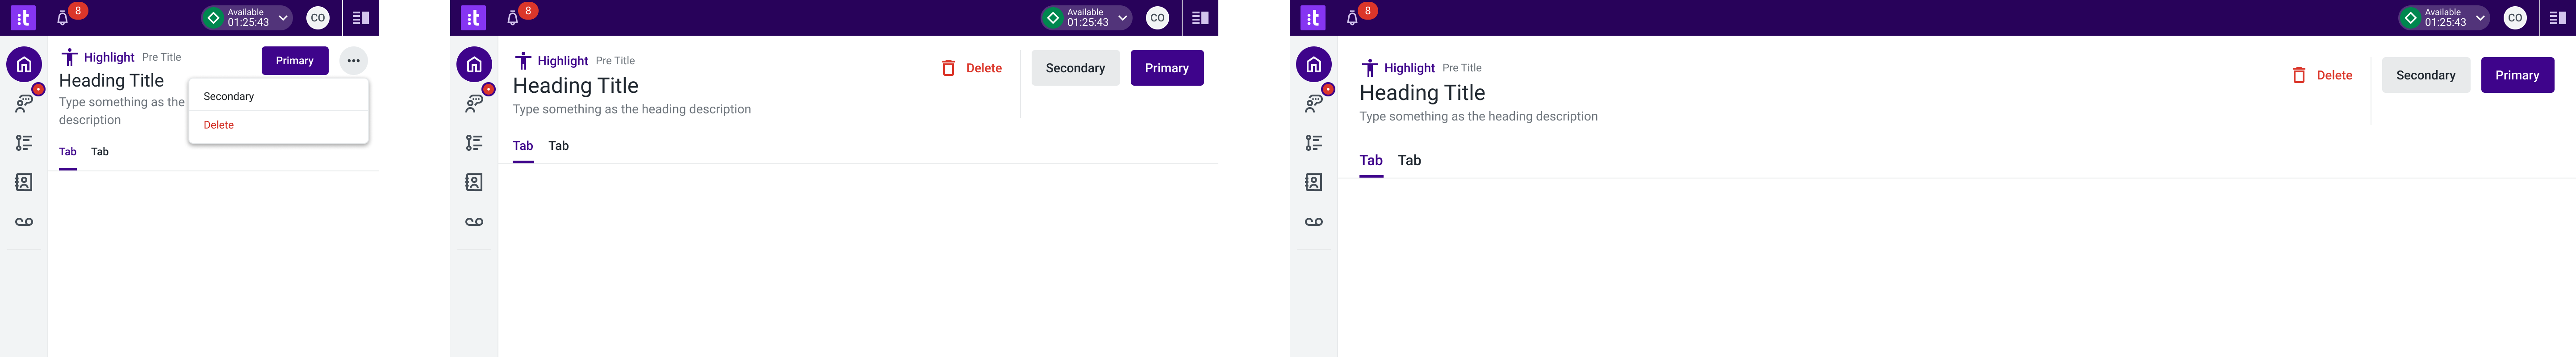 :t
8
Available
01:25:43
CO
Highlight Pre Title
Primary
Heading Title
Type something as the
description
Secondary
Delete
Tab Tab
:t
8
Available
01:25:43
CO
Highlight Pre Title
Heading Title
Type something as the heading description
Delete
Secondary
Primary
Tab Tab
:t
8
Available
01:25:43
CO
Highlight Pre Title
Heading Title
Type something as the heading description
Delete
Secondary
Primary
Tab Tab